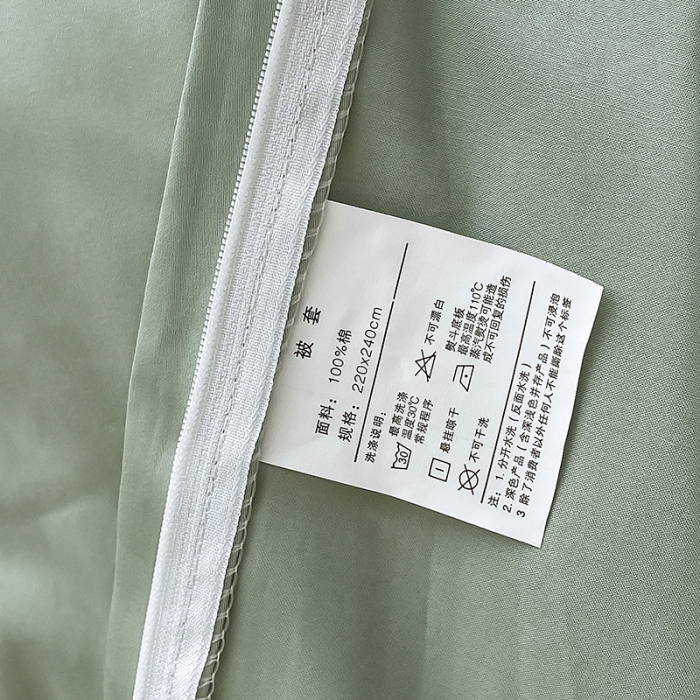 被 套
面料：100%棉
规格：220x240cm
洗涤说明：
30 最高洗涤
温度30℃
常规程序
不可漂白
悬挂晾干
熨斗底板
最高温度110℃
蒸汽熨烫可能造
成不可回复的损伤
不可干洗
注：1. 分开水洗（反面水洗）
2. 深色产品（含深浅色并存产品）不可浸泡
3 除了消费者以外任何人不能撕除这个标签